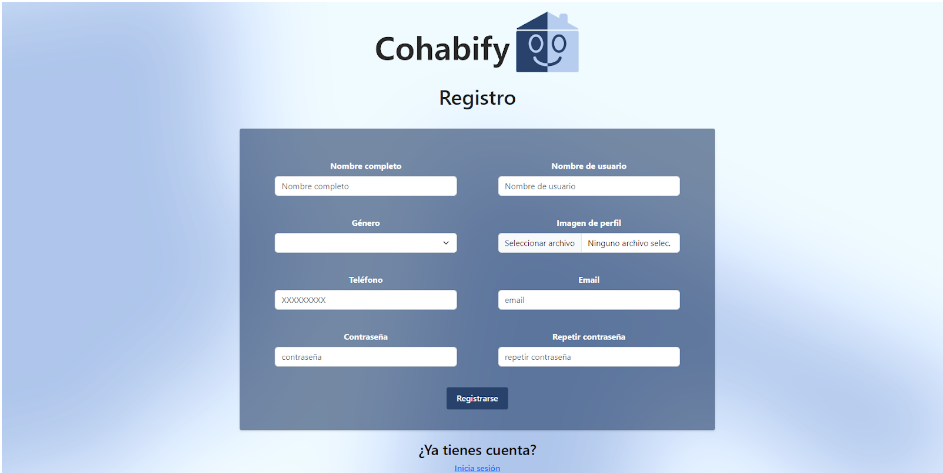 Cohabify
Registro
Nombre completo
Nombre de usuario
Nombre completo
Nombre de usuario
Género
Imagen de perfil
Seleccionar archivo
Ninguno archivo selec.
Teléfono
Email
XXXXXXXXX
email
Contraseña
Repetir contraseña
contraseña
repetir contraseña
Registrarse
¿Ya tienes cuenta?
Inicia sesión